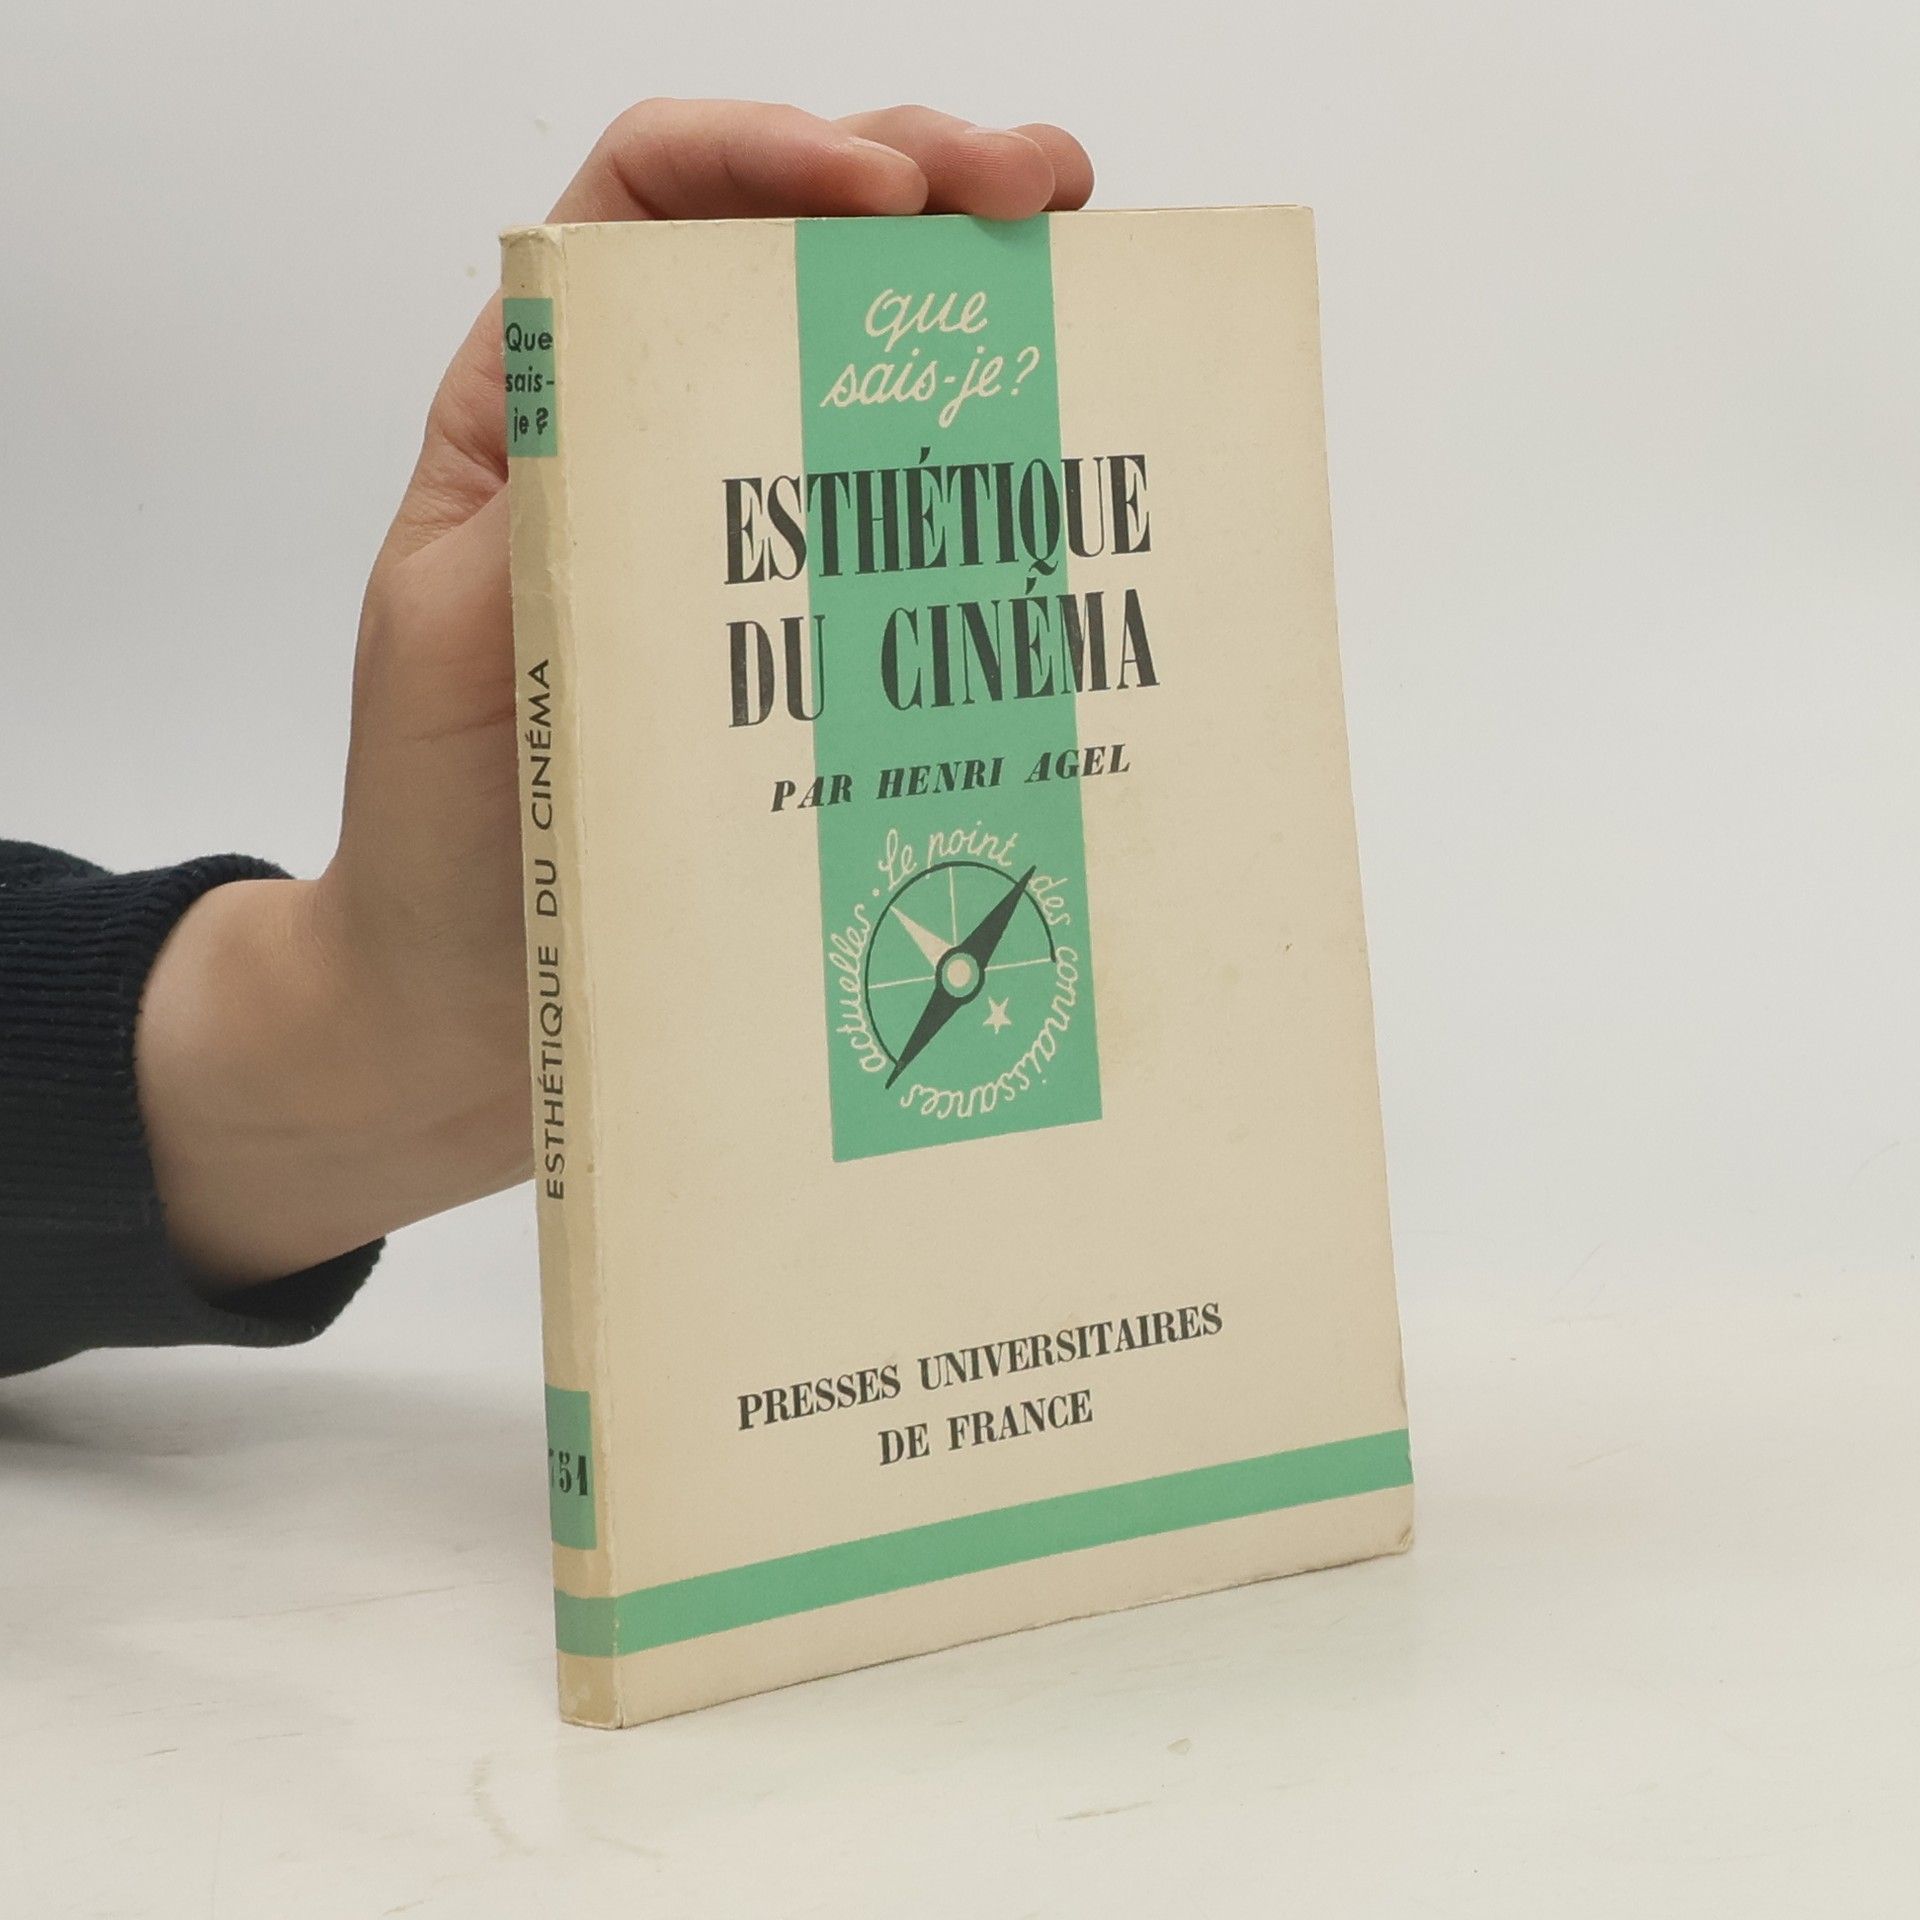 Que
sais-
je ?
ESTHÉTIQUE DU CINÉMA
751
que
sais-je?
ESTHÉTIQUE
DU CINÉMA
PAR HENRI AGEL
Le point des connaissances actuelles.
PRESSES UNIVERSITAIRES
DE FRANCE